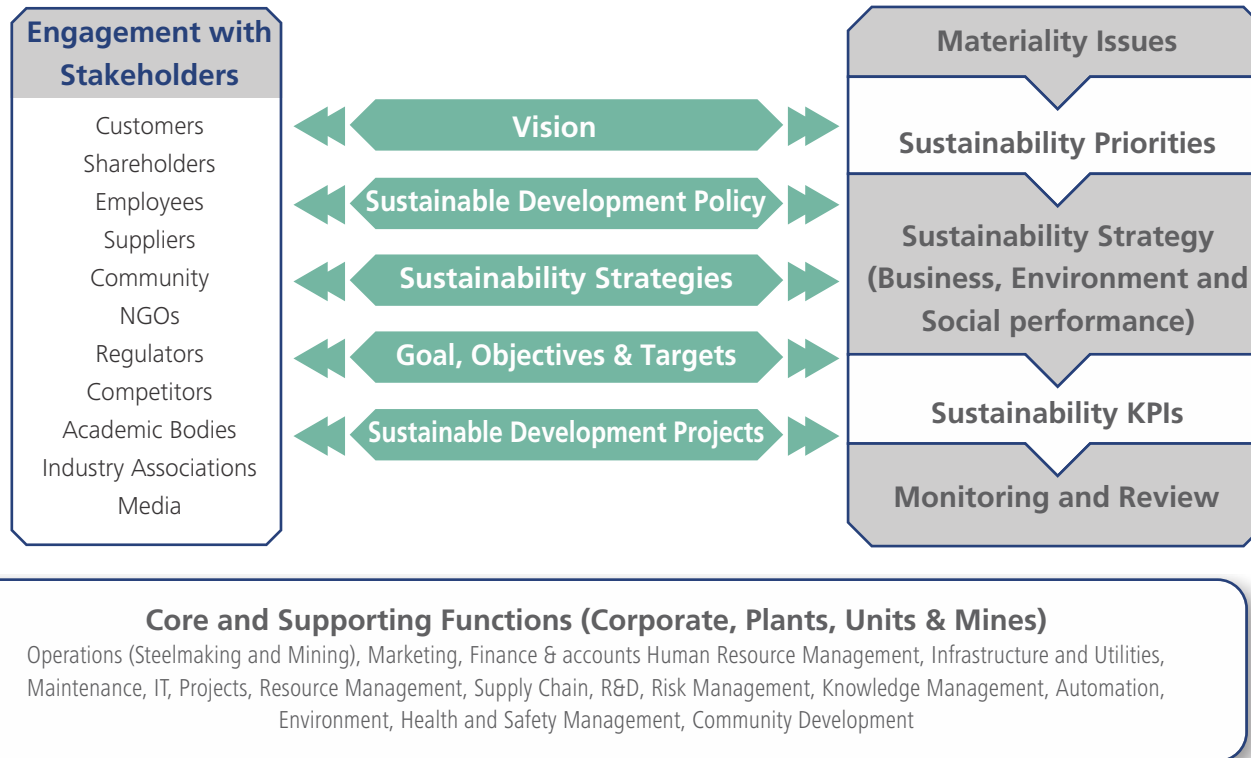 Engagement with
Stakeholders
Customers
Shareholders
Employees
Suppliers
Community
NGOs
Regulators
Competitors
Academic Bodies
Industry Associations
Media
Vision
Sustainable Development Policy
Sustainability Strategies
Goal, Objectives & Targets
Sustainable Development Projects
Materiality Issues
Sustainability Priorities
Sustainability Strategy
(Business, Environment and
Social performance)
Sustainability KPIs
Monitoring and Review
Core and Supporting Functions (Corporate, Plants, Units & Mines)
Operations (Steelmaking and Mining), Marketing, Finance & accounts Human Resource Management, Infrastructure and Utilities,
Maintenance, IT, Projects, Resource Management, Supply Chain, R&D, Risk Management, Knowledge Management, Automation,
Environment, Health and Safety Management, Community Development